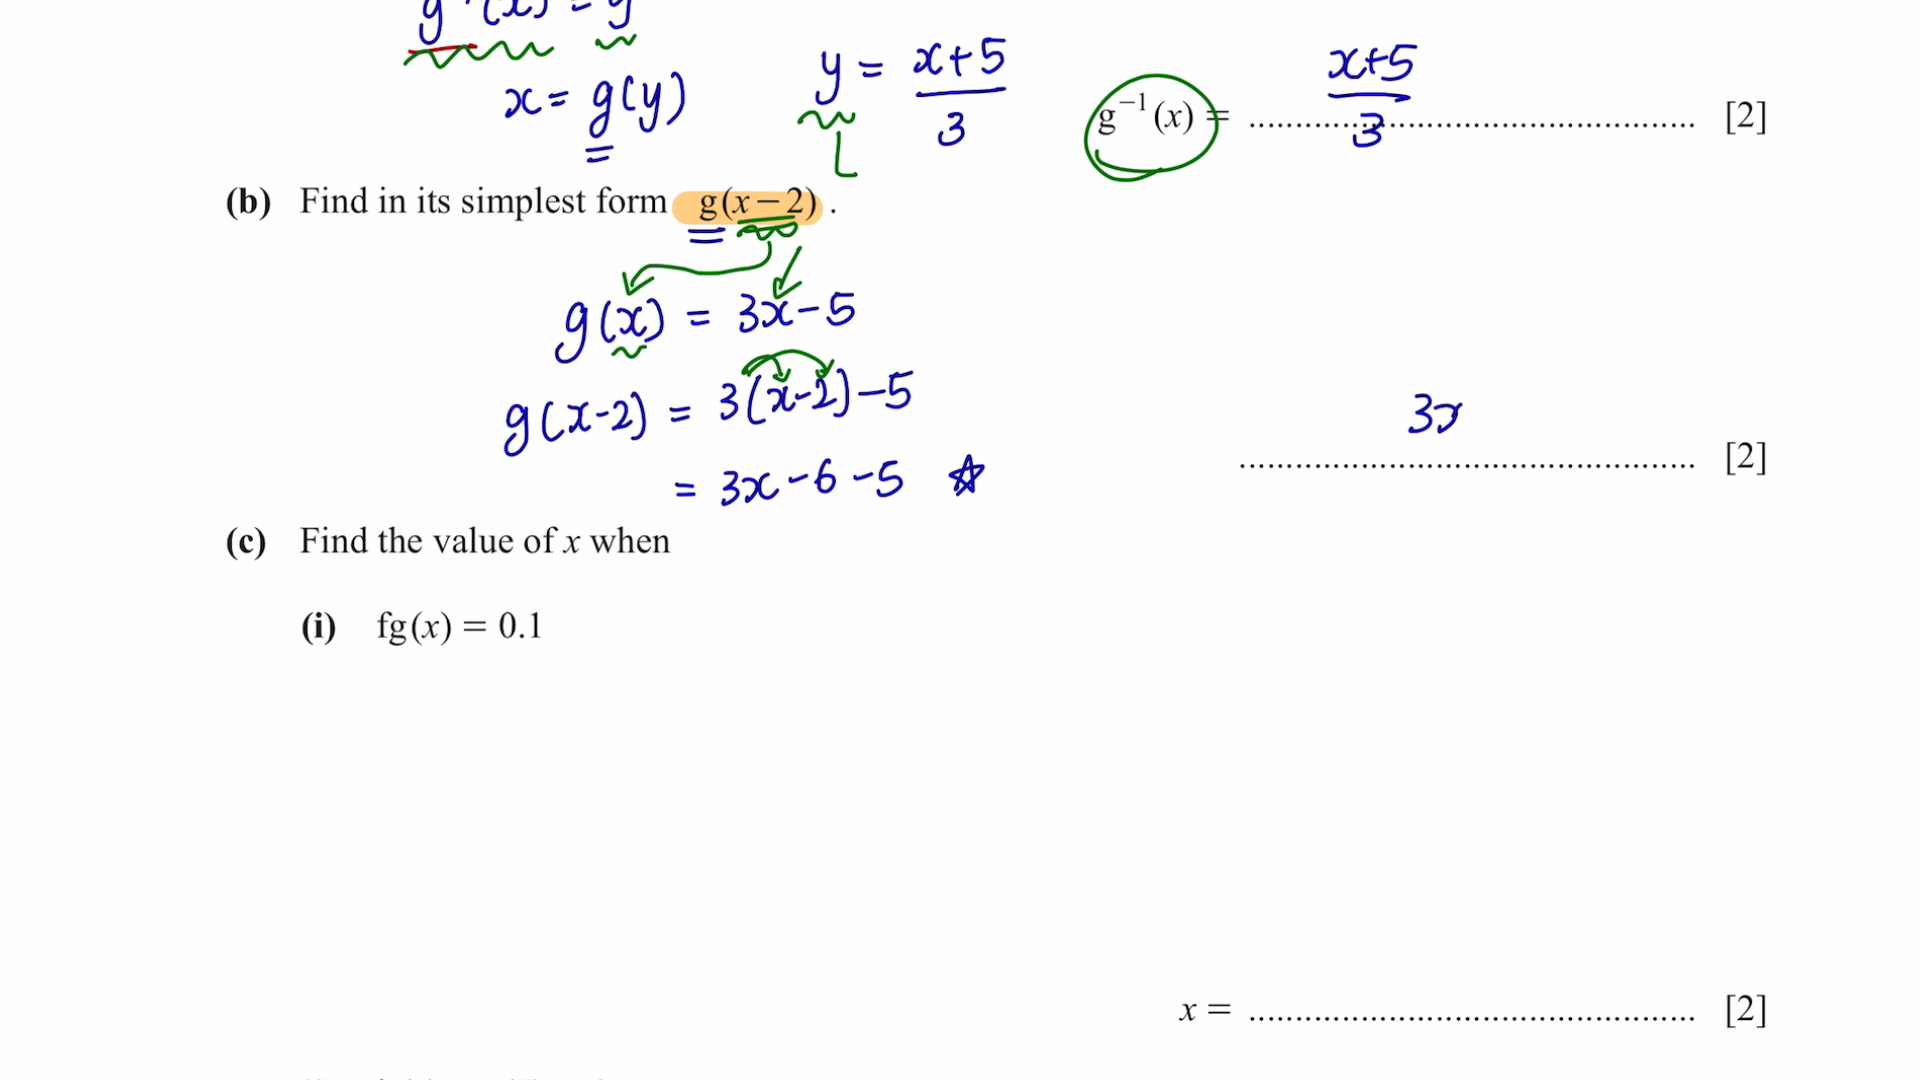 x = g(y)    y = (x+5)/3    g⁻¹(x) = (x+5)/3 .......... [2]
(b) Find in its simplest form g(x − 2) .
g(x) = 3x-5
g(x-2) = 3(x-2)-5
3x .......... [2]
= 3x-6-5 ☆
(c) Find the value of x when
(i) fg(x) = 0.1
x = .......... [2]